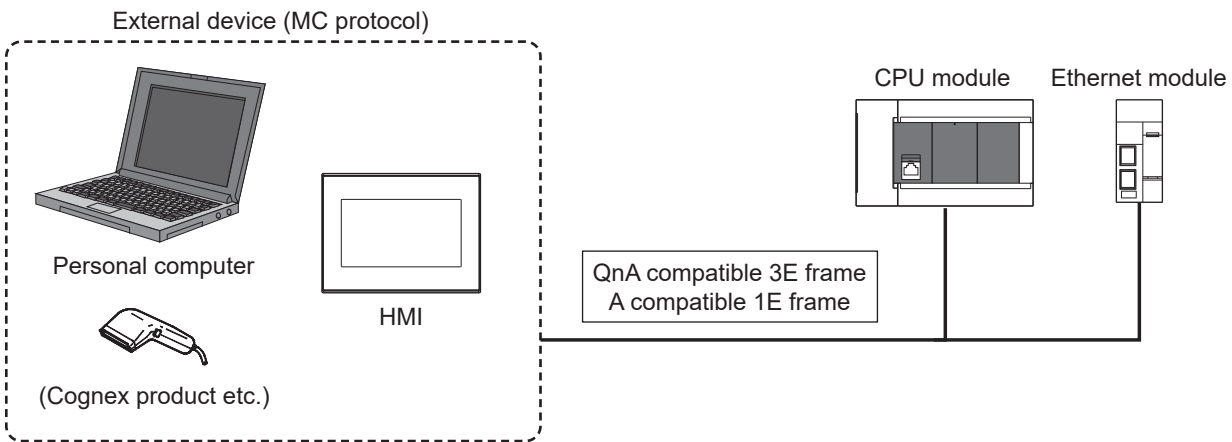 External device (MC protocol)
CPU module
Ethernet module
Personal computer
HMI
QnA compatible 3E frame
A compatible 1E frame
(Cognex product etc.)